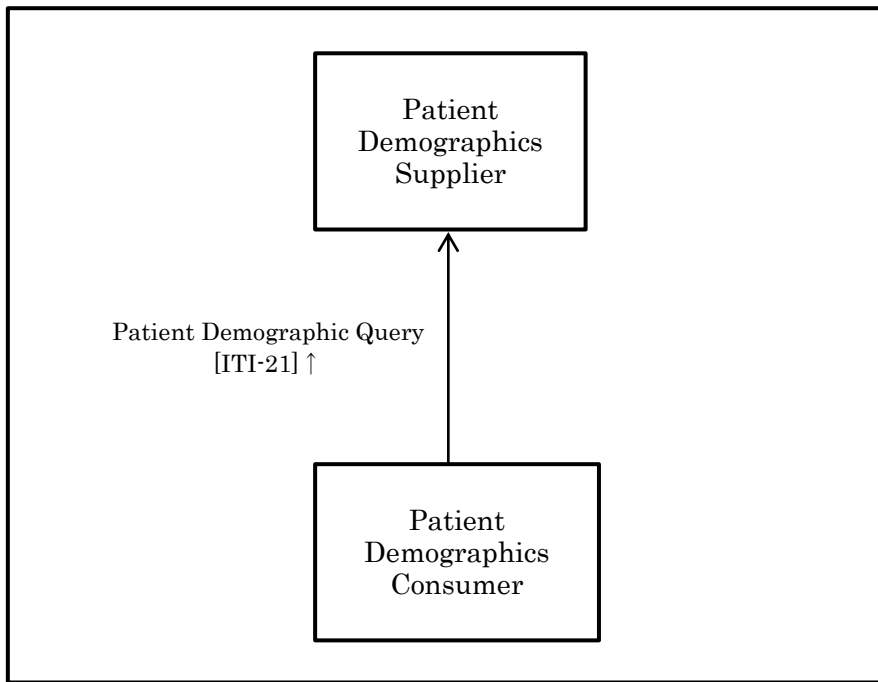 Patient
Demographics
Supplier
Patient Demographic Query
[ITI-21] ↑
Patient
Demographics
Consumer